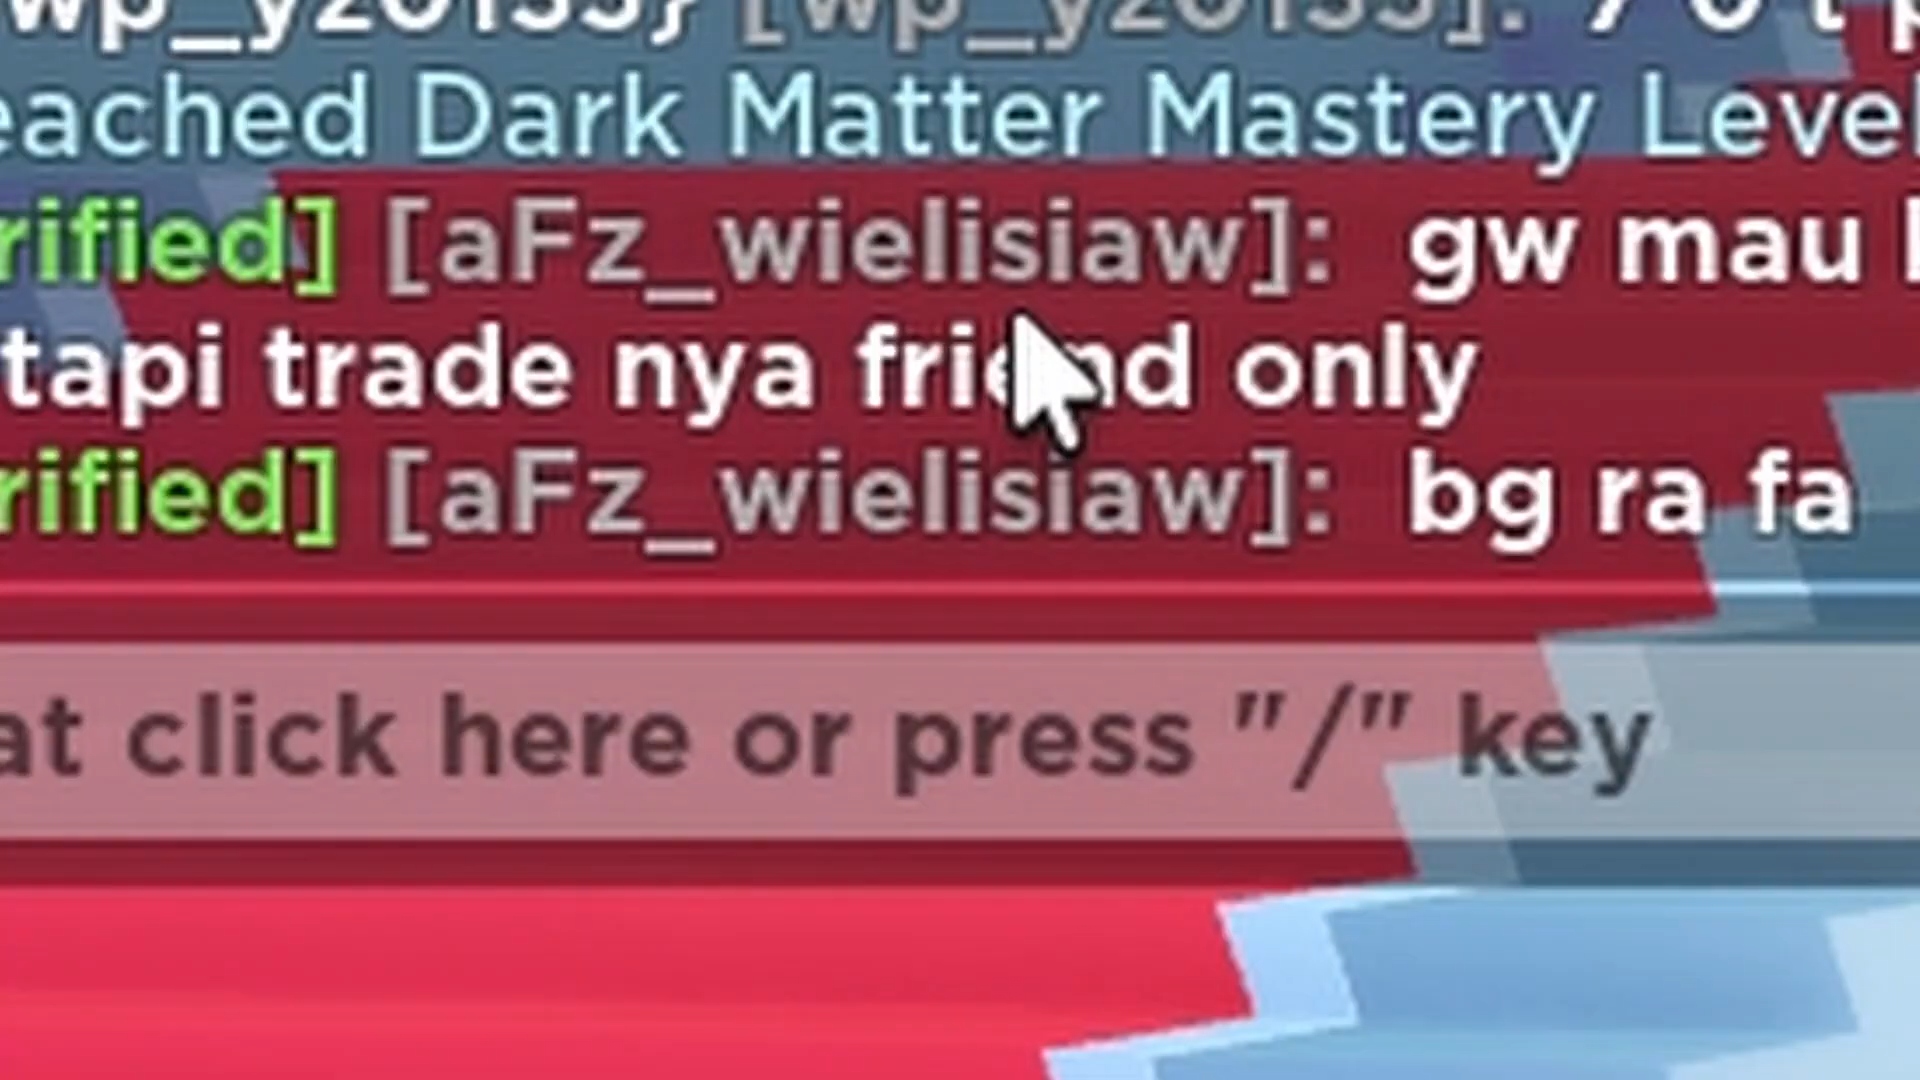 [wp_yz0135]:
eached Dark Matter Mastery Level
rified] [aFz_wielisiaw]: gw mau
tapi trade nya friend only
rified] [aFz_wielisiaw]: bg ra fa
at click here or press "/" key